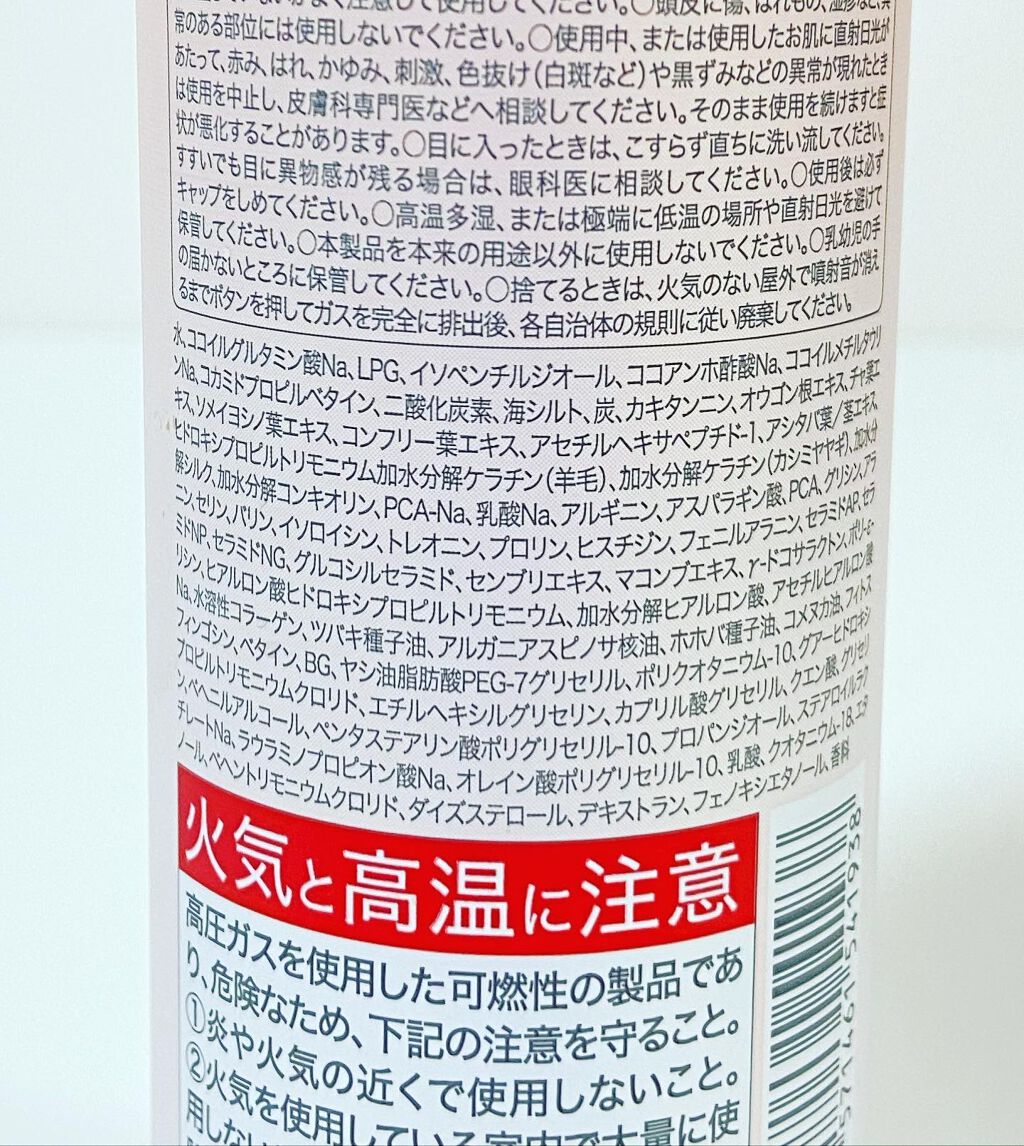 していないかよく注意して使用してください。○頭皮に傷、はれもの、湿疹など、異
常のある部位には使用しないでください。○使用中、または使用したお肌に直射日光が
あたって、赤み、はれ、かゆみ、刺激、色抜け(白斑など)や黒ずみなどの異常が現れたとき
は使用を中止し、皮膚科専門医などへ相談してください。そのまま使用を続けますと症
状が悪化することがあります。○目に入ったときは、こすらず直ちに洗い流してください。
すすいでも目に異物感が残る場合は、眼科医に相談してください。○使用後は必ず
キャップをしめてください。○高温多湿、または極端に低温の場所や直射日光を避けて
保管してください。○本製品を本来の用途以外に使用しないでください。○乳幼児の手
の届かないところに保管してください。○捨てるときは、火気のない屋外で噴射音が消え
るまでボタンを押してガスを完全に排出後、各自治体の規則に従い廃棄してください。
水、ココイルグルタミン酸Na、LPG、イソペンチルジオール、ココアンホ酢酸Na、ココイルメチルタウリ
ンNa、コカミドプロピルベタイン、二酸化炭素、海シルト、炭、カキタンニン、オウゴン根エキス、チャ葉エ
キス、ソメイヨシノ葉エキス、コンフリー葉エキス、アセチルヘキサペプチド-1、アシタバ葉/茎エキス、
ヒドロキシプロピルトリモニウム加水分解ケラチン(羊毛)、加水分解ケラチン(カシミヤヤギ)、加水分
解シルク、加水分解コンキオリン、PCA-Na、乳酸Na、アルギニン、アスパラギン酸、PCA、グリシン、アラ
ニン、セリン、バリン、イソロイシン、トレオニン、プロリン、ヒスチジン、フェニルアラニン、セラミドAP、セラ
ミドNP、セラミドNG、グルコシルセラミド、センブリエキス、マコンブエキス、γ-ドコサラクトン、ポリ-ε-
リシン、ヒアルロン酸ヒドロキシプロピルトリモニウム、加水分解ヒアルロン酸、アセチルヒアルロン酸
Na、水溶性コラーゲン、ツバキ種子油、アルガニアスピノサ核油、ホホバ種子油、コメヌカ油、フィトス
フィンゴシン、ベタイン、BG、ヤシ油脂肪酸PEG-7グリセリル、ポリクオタニウム-10、グアーヒドロキシ
プロピルトリモニウムクロリド、エチルヘキシルグリセリン、カプリル酸グリセリル、クエン酸、グリセリ
ン、ベヘニルアルコール、ペンタステアリン酸ポリグリセリル-10、プロパンジオール、ステアロイルラク
チレートNa、ラウラミノプロピオン酸Na、オレイン酸ポリグリセリル-10、乳酸、クオタニウム-18、エタ
ノール、ベヘントリモニウムクロリド、ダイズステロール、デキストラン、フェノキシエタノール、香料
火気と高温に注意
高圧ガスを使用した可燃性の製品であ
り、危険なため、下記の注意を守ること。
①炎や火気の近くで使用しないこと。
②火気を使用している室内で大量に使
用しない